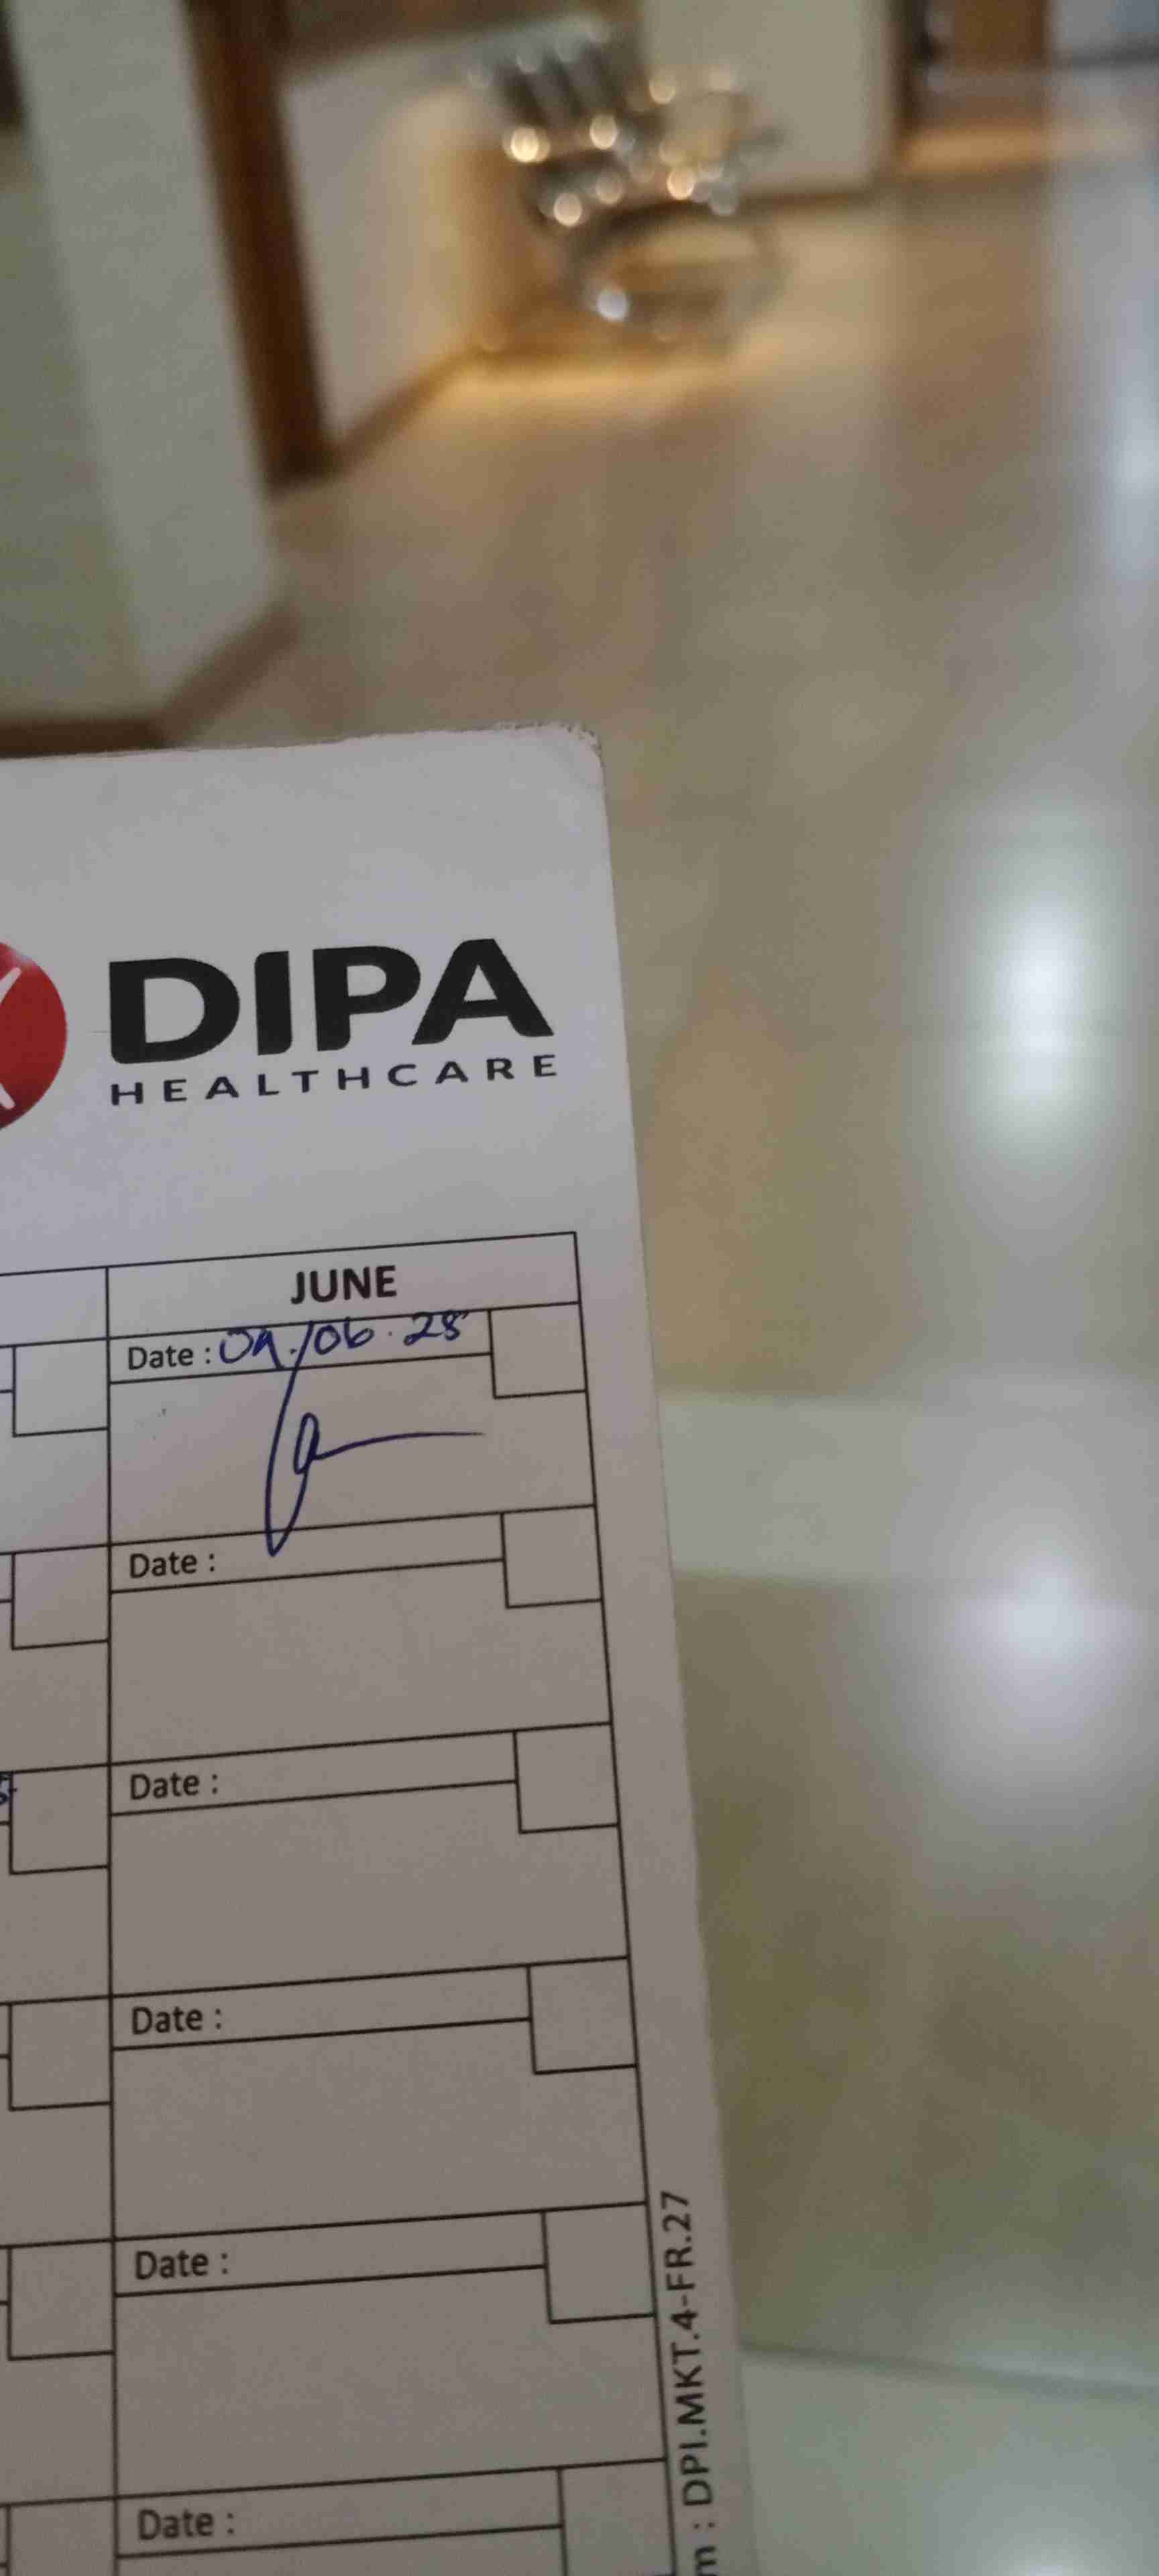 DIPA
HEALTHCARE
JUNE
Date : 09/06.25
Date :
Date :
Date :
Date :
Date :
m : DPI.MKT.4-FR.27